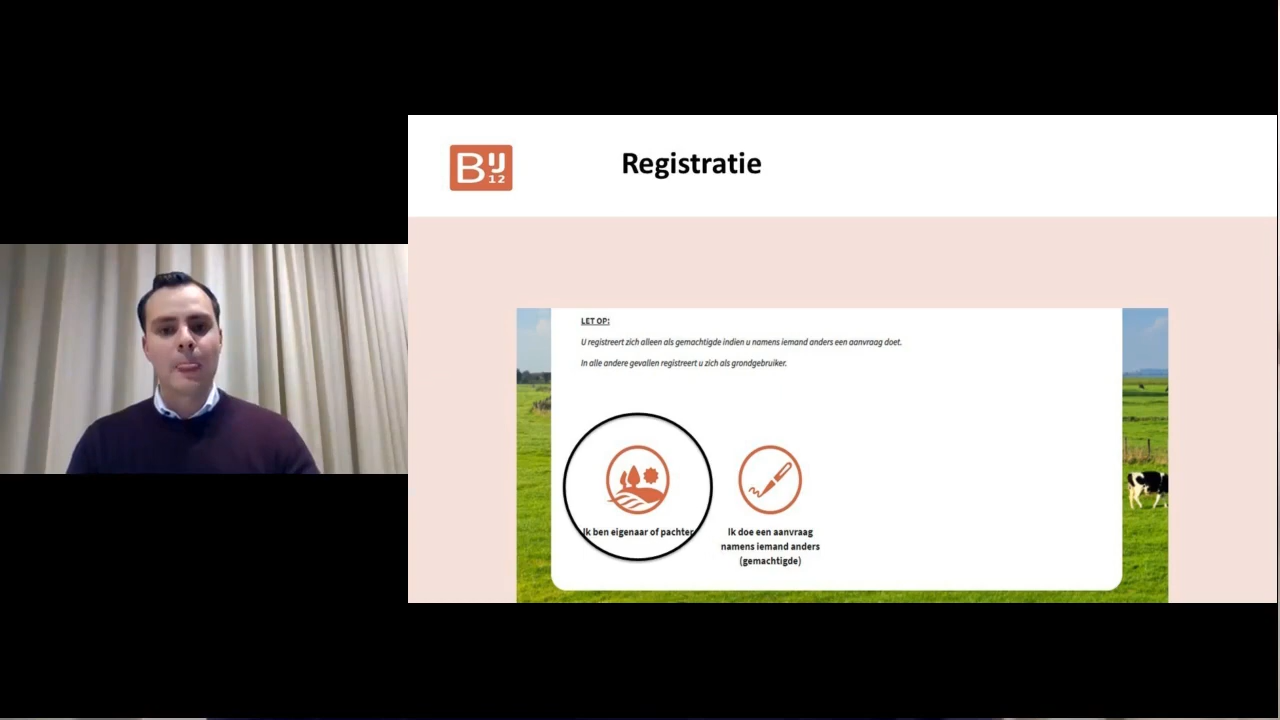 BIJ
12
Registratie
LET OP:
U registreert zich alleen als gemachtigde indien u namens iemand anders een aanvraag doet.
In alle andere gevallen registreert u zich als grondgebruiker.
Ik ben eigenaar of pachter
Ik doe een aanvraag
namens iemand anders
(gemachtigde)